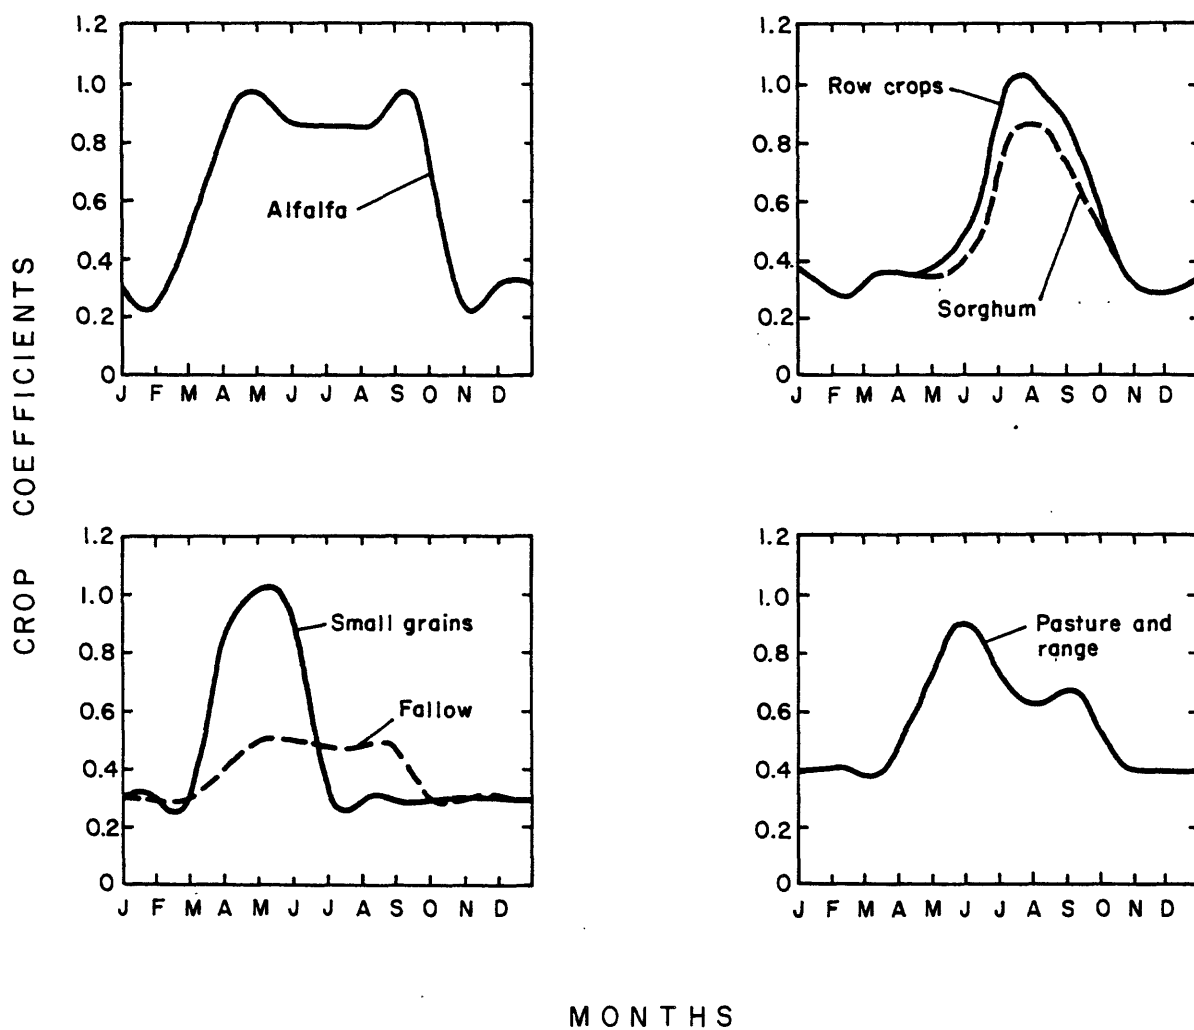 CROP COEFFICIENTS
1.2
1.0
0.8
0.6
0.4
0.2
0
Alfalfa
J F M A M J J A S O N D
1.2
1.0
0.8
0.6
0.4
0.2
0
Row crops
Sorghum
J F M A M J J A S O N D
1.2
1.0
0.8
0.6
0.4
0.2
0
Small grains
Fallow
J F M A M J J A S O N D
1.2
1.0
0.8
0.6
0.4
0.2
0
Pasture and
range
J F M A M J J A S O N D
MONTHS